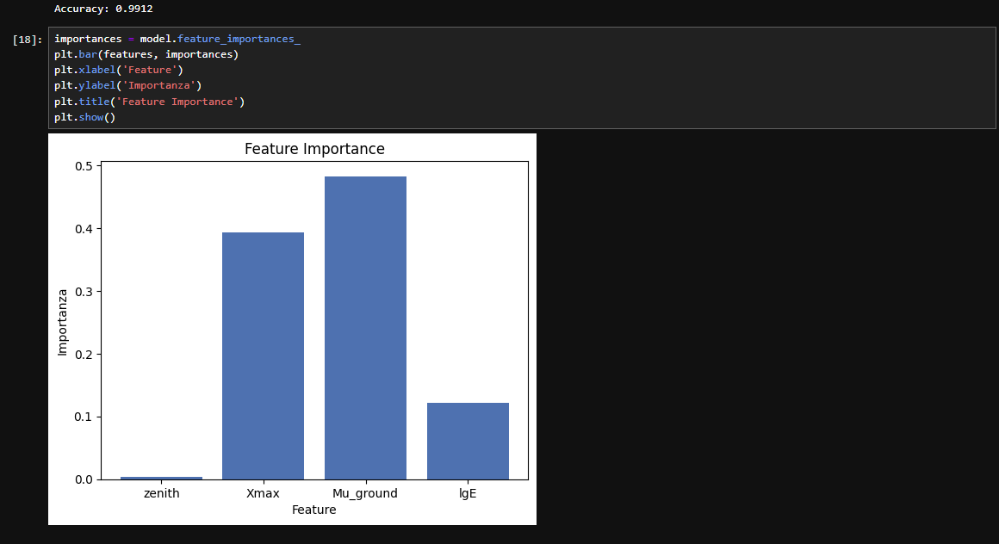 Accuracy: 0.9912
[18]: importances = model.feature_importances_
plt.bar(features, importances)
plt.xlabel('Feature')
plt.ylabel('Importanza')
plt.title('Feature Importance')
plt.show()
Feature Importance
0.5
0.4
0.3
0.2
0.1
0.0
Importanza
zenith Xmax Mu_ground lgE
Feature